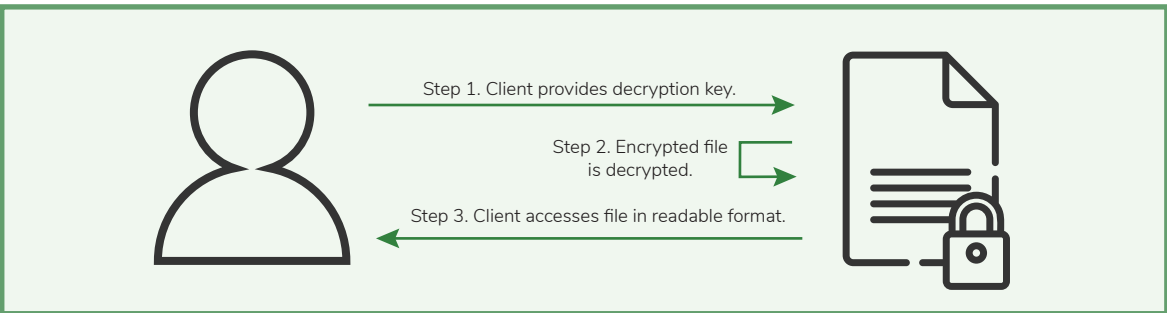 Step 1. Client provides decryption key.
Step 2. Encrypted file
is decrypted.
Step 3. Client accesses file in readable format.